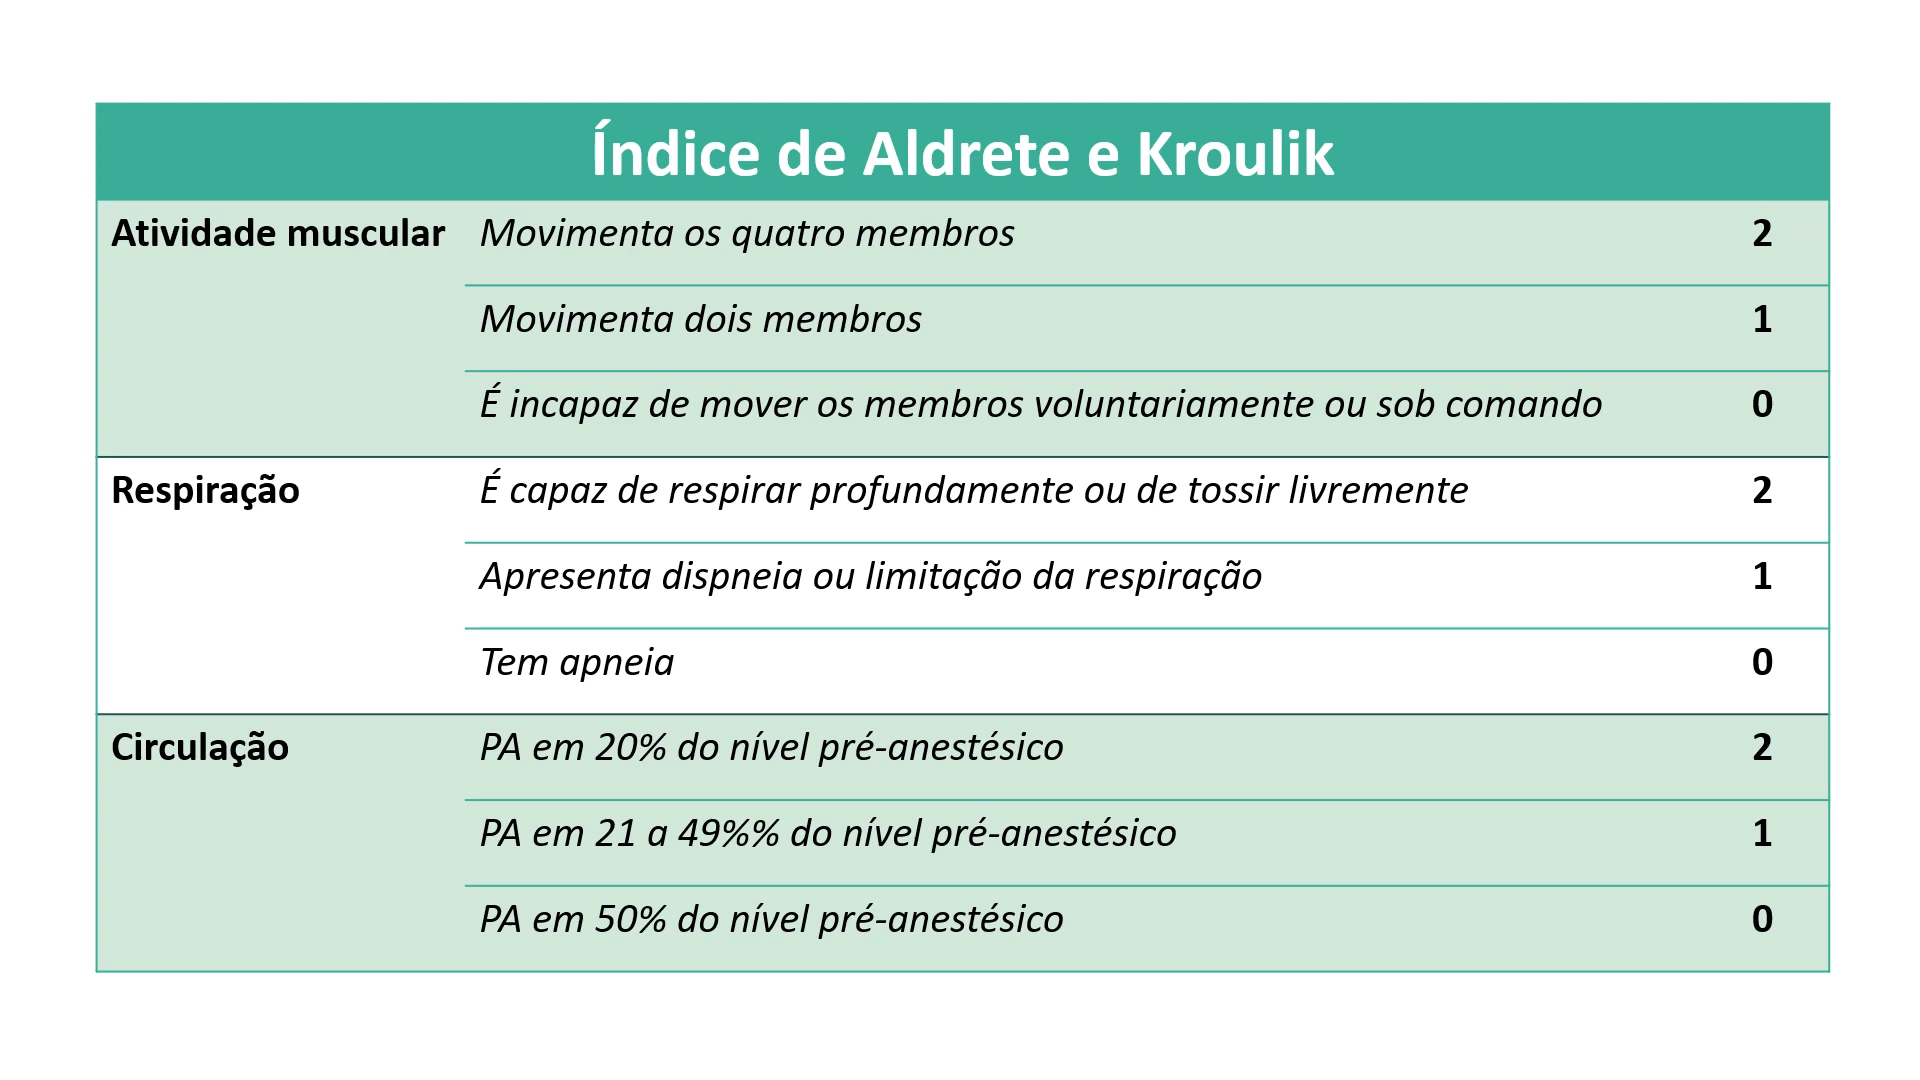 Índice de Aldrete e Kroulik
Atividade muscular Movimenta os quatro membros 2
Movimenta dois membros 1
É incapaz de mover os membros voluntariamente ou sob comando 0
Respiração É capaz de respirar profundamente ou de tossir livremente 2
Apresenta dispneia ou limitação da respiração 1
Tem apneia 0
Circulação PA em 20% do nível pré-anestésico 2
PA em 21 a 49%% do nível pré-anestésico 1
PA em 50% do nível pré-anestésico 0